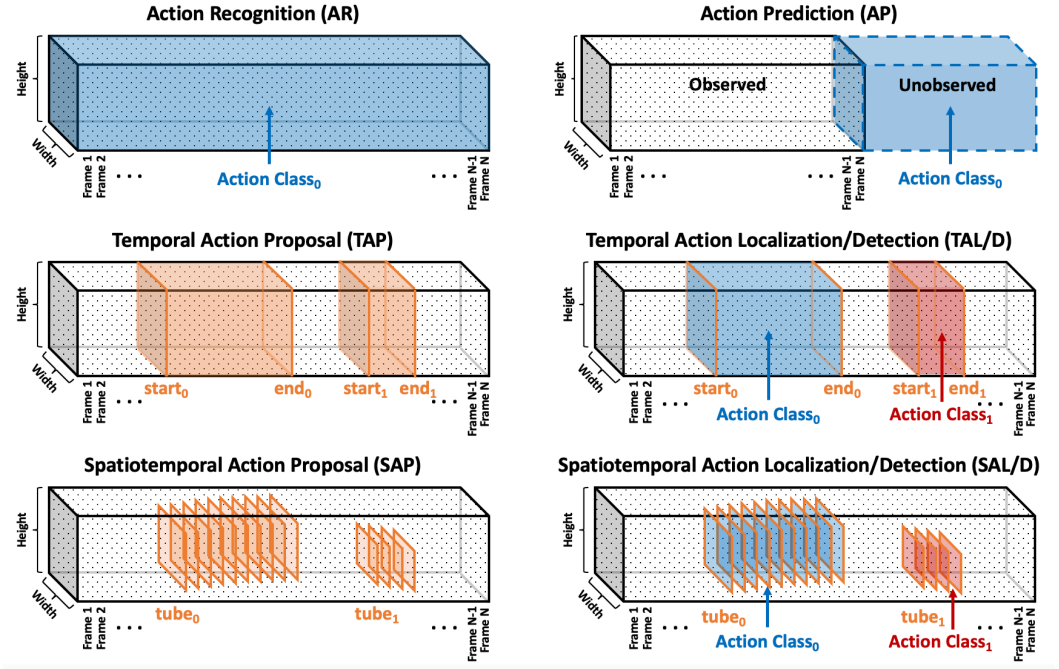 Action Recognition (AR)
Height
Width
Frame 1
Frame 2
...
Action Class0
...
Frame N-1
Frame N
Action Prediction (AP)
Height
Width
Observed
Unobserved
Frame 1
Frame 2
...
...
Frame N-1
Frame N
Action Class0
Temporal Action Proposal (TAP)
Height
Width
Frame 1
Frame 2
...
start0
end0
start1
end1
...
Frame N-1
Frame N
Temporal Action Localization/Detection (TAL/D)
Height
Width
Frame 1
Frame 2
...
start0
end0
start1
end1
...
Action Class0
Action Class1
Frame N-1
Frame N
Spatiotemporal Action Proposal (SAP)
Height
Width
Frame 1
Frame 2
...
tube0
tube1
...
Frame N-1
Frame N
Spatiotemporal Action Localization/Detection (SAL/D)
Height
Width
Frame 1
Frame 2
...
tube0
tube1
...
Action Class0
Action Class1
Frame N-1
Frame N